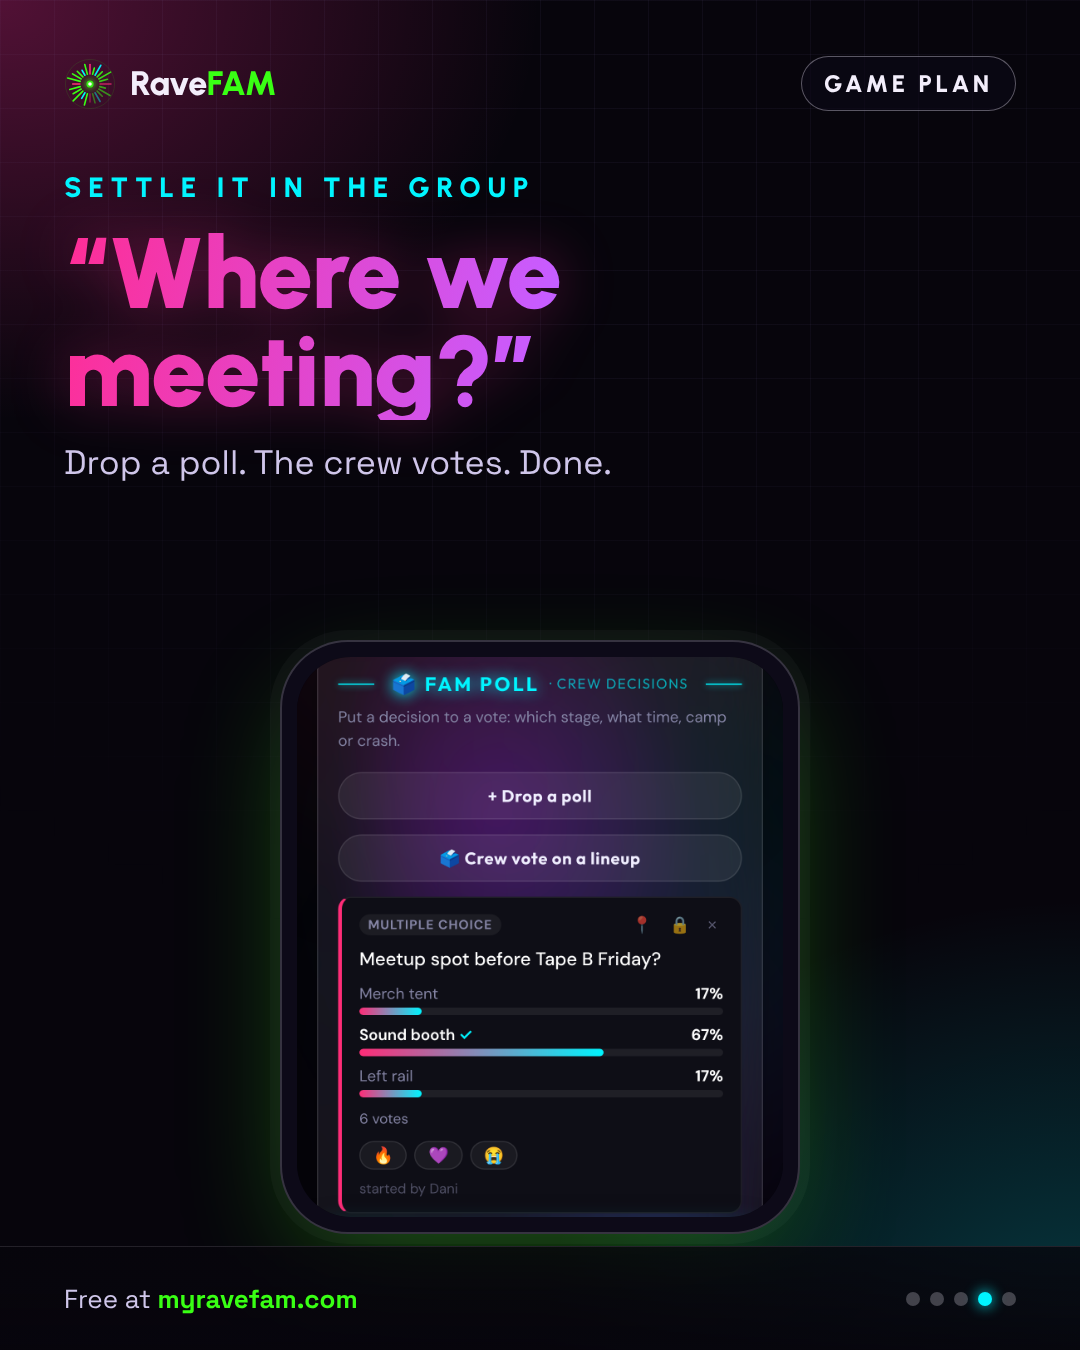 RaveFAM
GAME PLAN
SETTLE IT IN THE GROUP
“Where we
meeting?”
Drop a poll. The crew votes. Done.
🗳️ FAM POLL · CREW DECISIONS
Put a decision to a vote: which stage, what time, camp
or crash.
+ Drop a poll
🗳️ Crew vote on a lineup
MULTIPLE CHOICE 📍 🔒 ×
Meetup spot before Tape B Friday?
Merch tent 17%
Sound booth ✓ 67%
Left rail 17%
6 votes
🔥 💜 😭
started by Dani
Free at myravefam.com